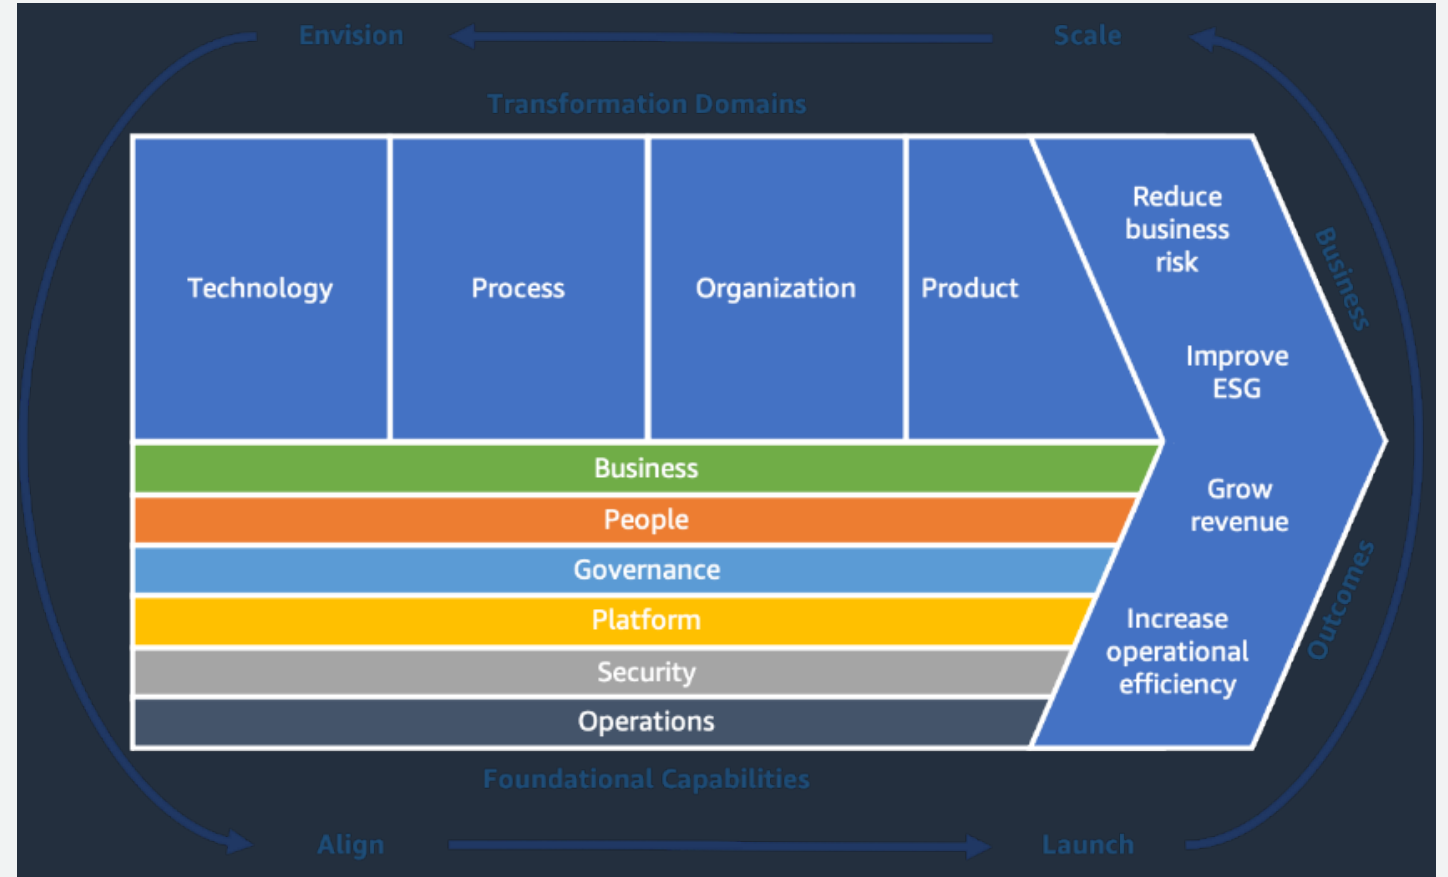 Envision
Scale
Transformation Domains
Technology
Process
Organization
Product
Reduce
business
risk
Improve
ESG
Grow
revenue
Increase
operational
efficiency
Business
Outcomes
Business
People
Governance
Platform
Security
Operations
Foundational Capabilities
Align
Launch